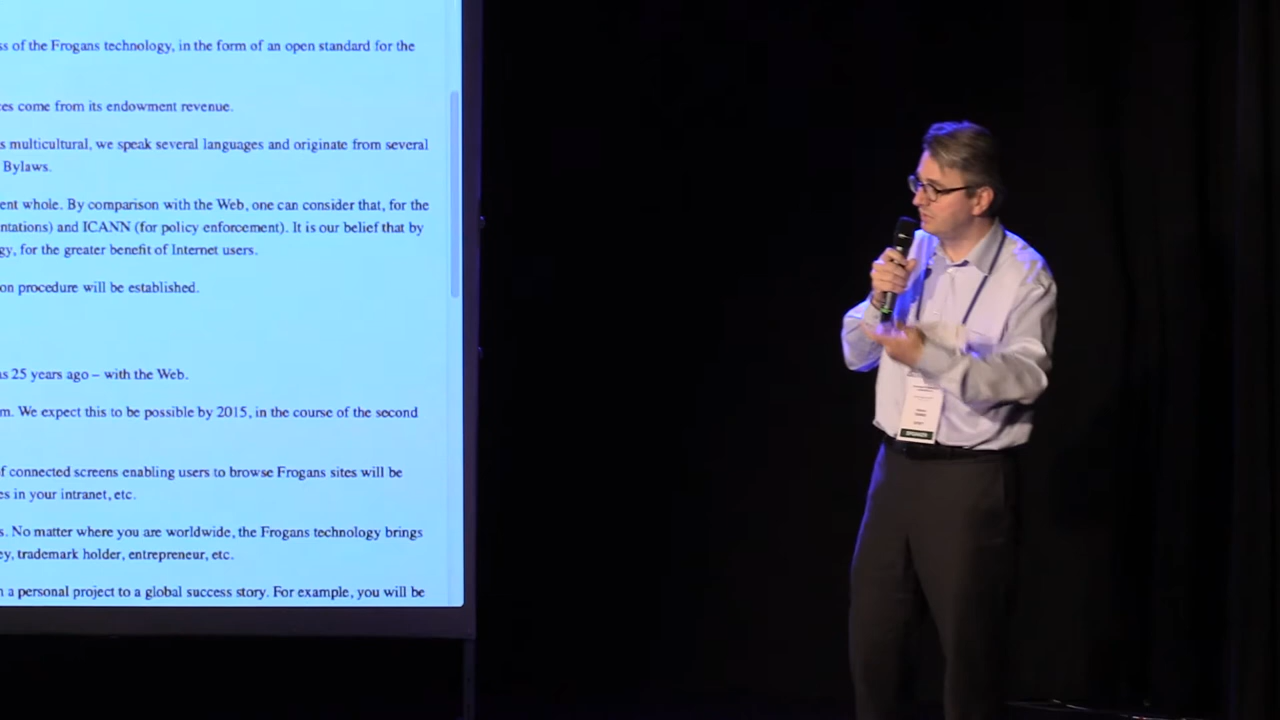 ss of the Frogans technology, in the form of an open standard for the
es come from its endowment revenue.
s multicultural, we speak several languages and originate from several
Bylaws.
ent whole. By comparison with the Web, one can consider that, for the
ntations) and ICANN (for policy enforcement). It is our belief that by
gy, for the greater benefit of Internet users.
on procedure will be established.
as 25 years ago – with the Web.
m. We expect this to be possible by 2015, in the course of the second
f connected screens enabling users to browse Frogans sites will be
es in your intranet, etc.
s. No matter where you are worldwide, the Frogans technology brings
ey, trademark holder, entrepreneur, etc.
a personal project to a global success story. For example, you will be
SPEAKER